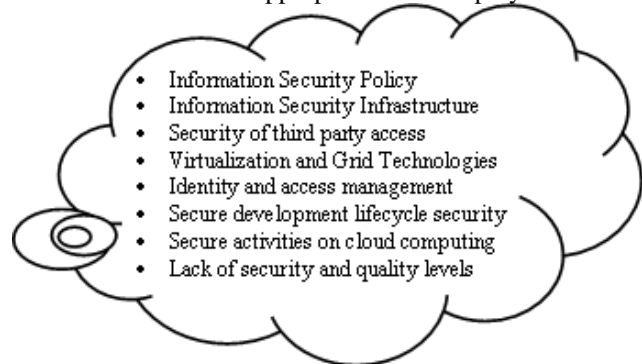 • Information Security Policy
• Information Security Infrastructure
• Security of third party access
• Virtualization and Grid Technologies
• Identity and access management
• Secure development lifecycle security
• Secure activities on cloud computing
• Lack of security and quality levels